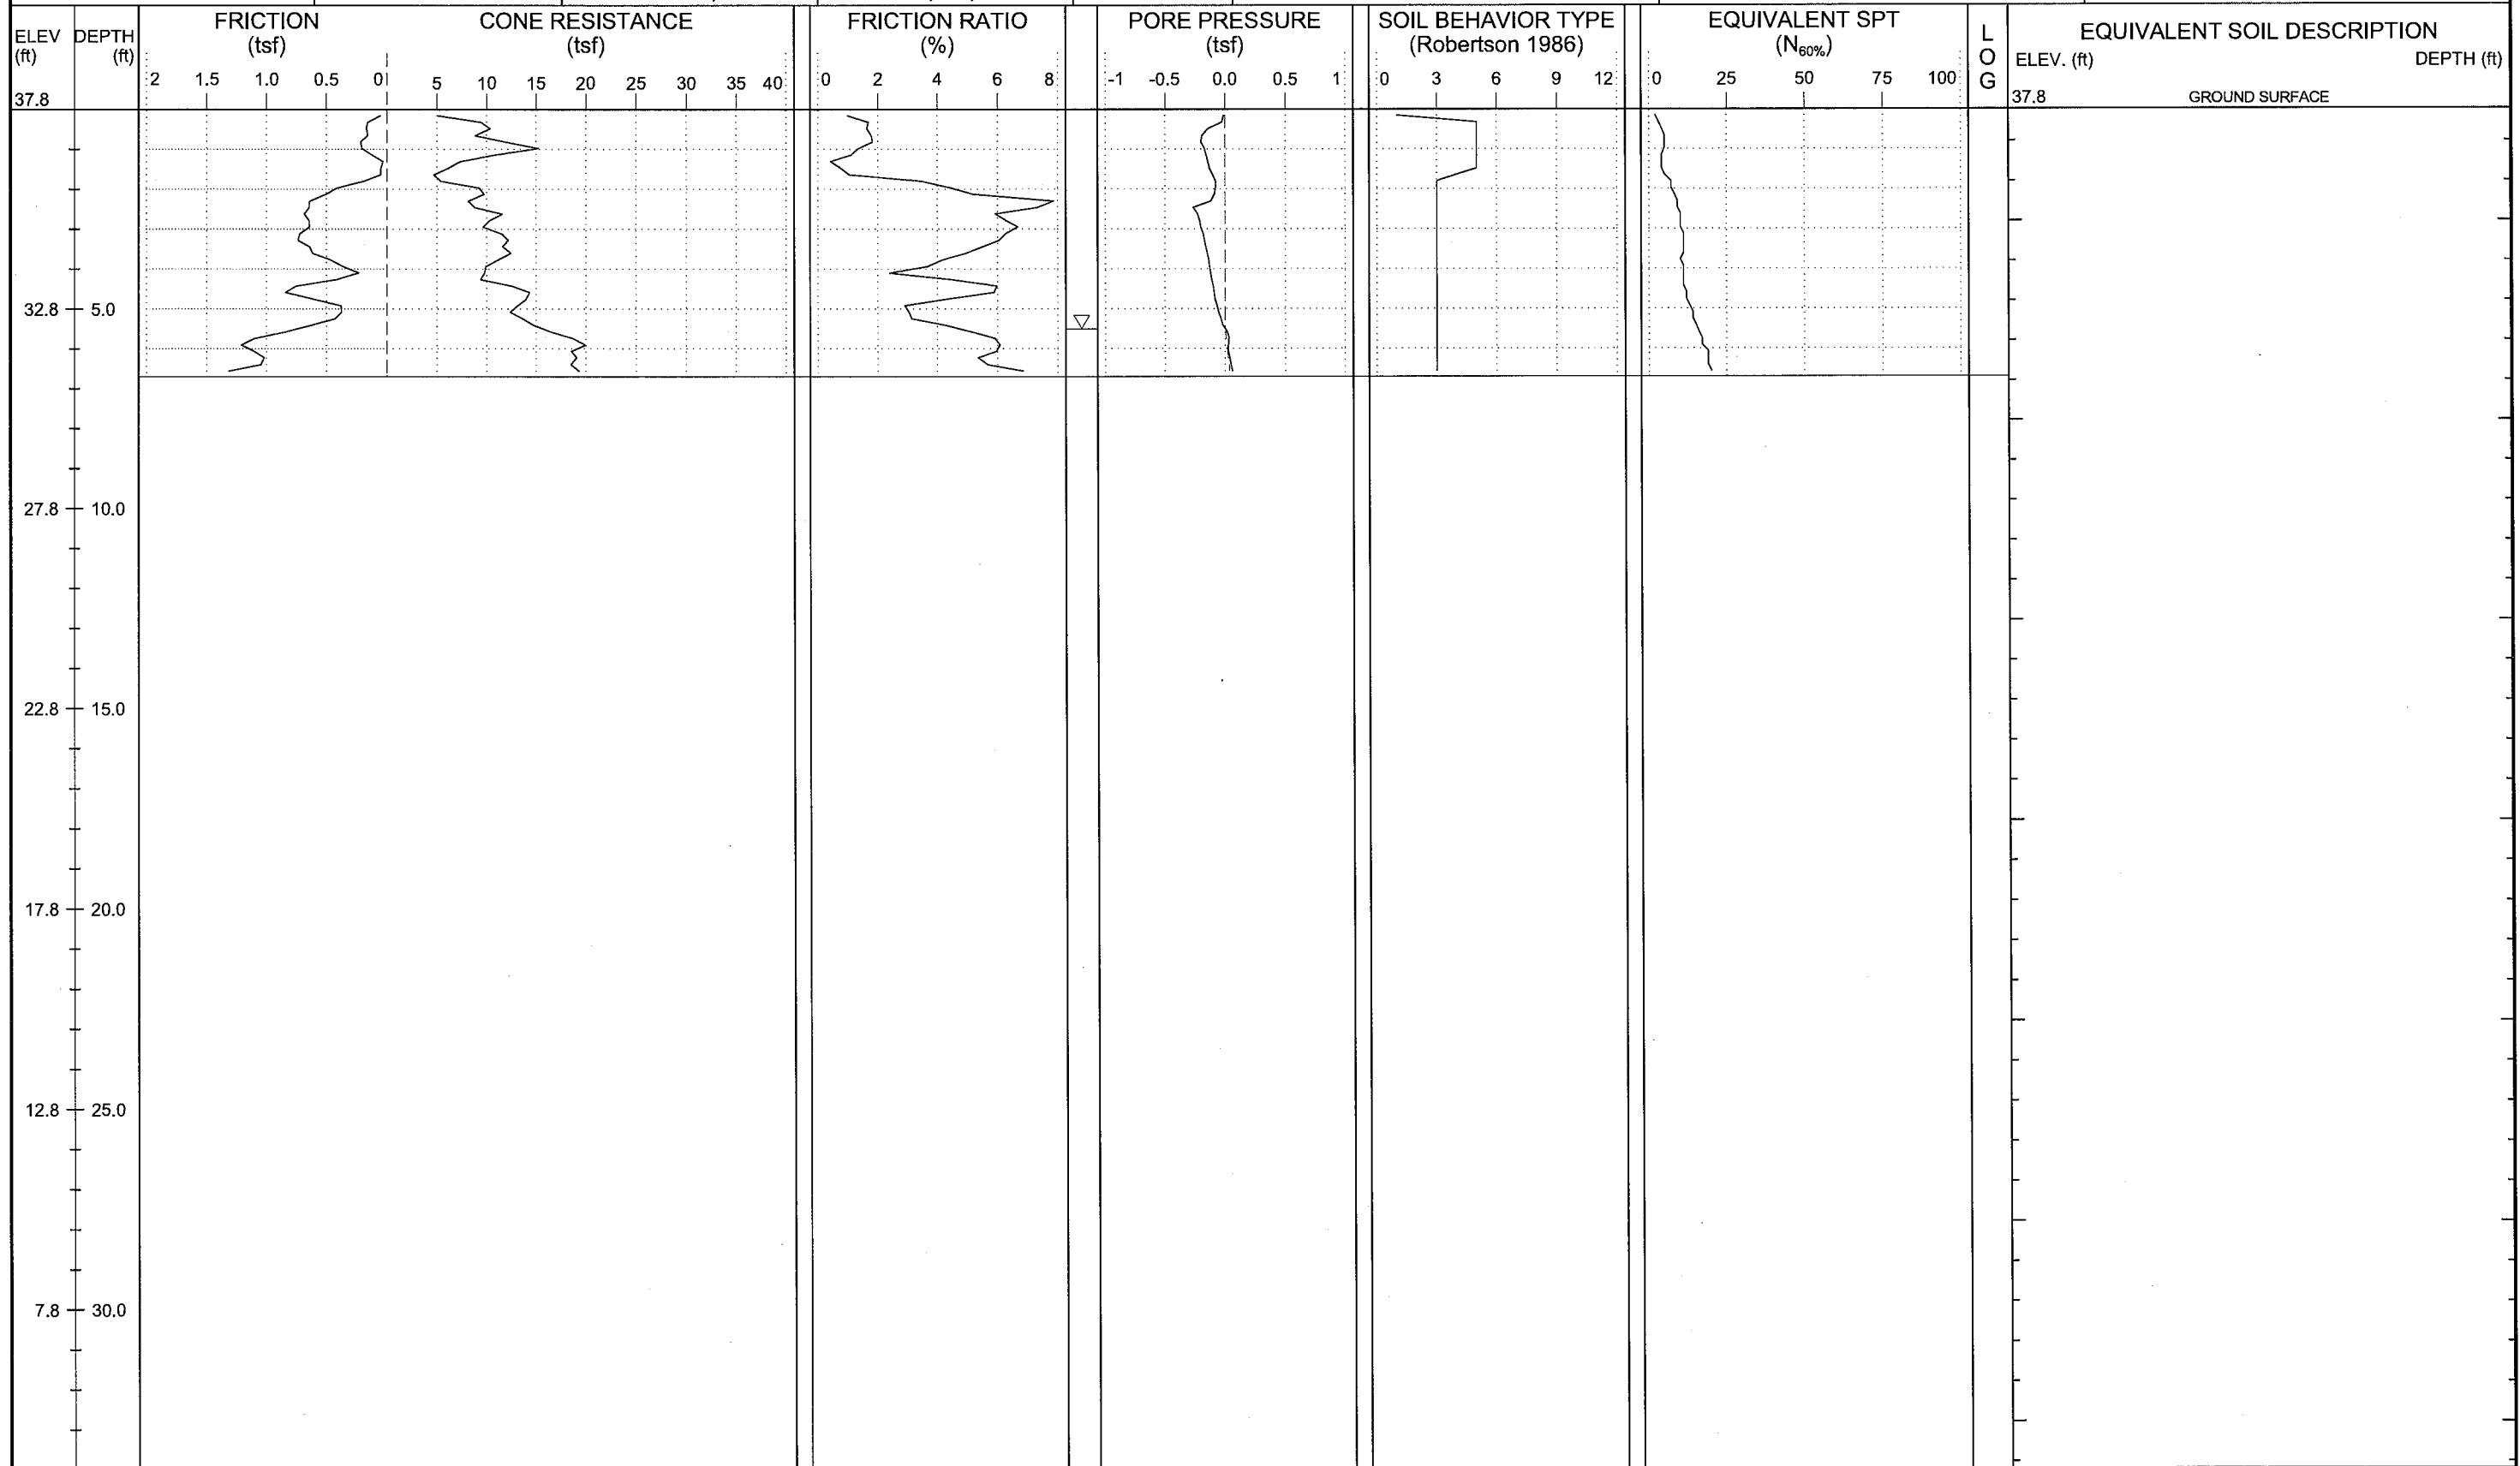 ELEV
(ft)
DEPTH
(ft)
FRICTION
(tsf)
CONE RESISTANCE
(tsf)
FRICTION RATIO
(%)
PORE PRESSURE
(tsf)
SOIL BEHAVIOR TYPE
(Robertson 1986)
EQUIVALENT SPT
(N60%)
L
O
G
EQUIVALENT SOIL DESCRIPTION
ELEV. (ft) DEPTH (ft)
2 1.5 1.0 0.5 0 5 10 15 20 25 30 35 40 0 2 4 6 8 -1 -0.5 0.0 0.5 1 0 3 6 9 12 0 25 50 75 100
37.8 37.8 GROUND SURFACE
32.8 5.0
27.8 10.0
22.8 15.0
17.8 20.0
12.8 25.0
7.8 30.0